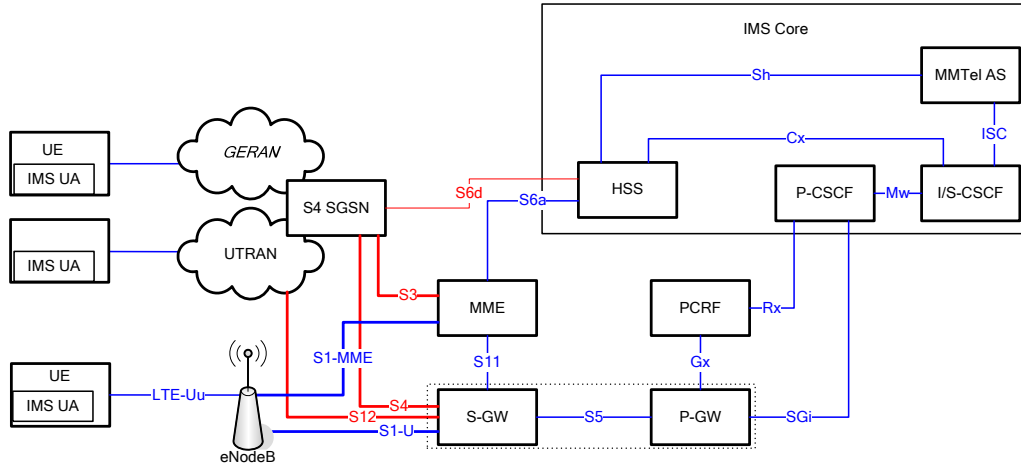 IMS Core
Sh
MMTel AS
UE
IMS UA
GERAN
Cx
ISC
S4 SGSN
S6d
S6a
HSS
P-CSCF
Mw
I/S-CSCF
IMS UA
UTRAN
S3
MME
PCRF
Rx
S1-MME
S11
Gx
UE
IMS UA
LTE-Uu
S4
S12
S1-U
S-GW
S5
P-GW
SGi
eNodeB